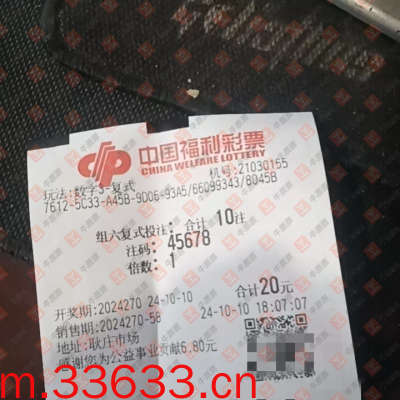 中国福利彩票
CHINA WELFARE LOTTERY
玩法:数字3-复式 机号:21030155
7612-5C33-A45B-9D06-93A5/66099343/8D45B
组六复式投注: 合计 10注
注码: 45678
倍数: 1
开奖期:2024270 24-10-10 合计20元
销售期:2024270-58 24-10-10 18:07:07
地址:耿庄市场
感谢您为公益事业贡献6.80元
m.33633.cn